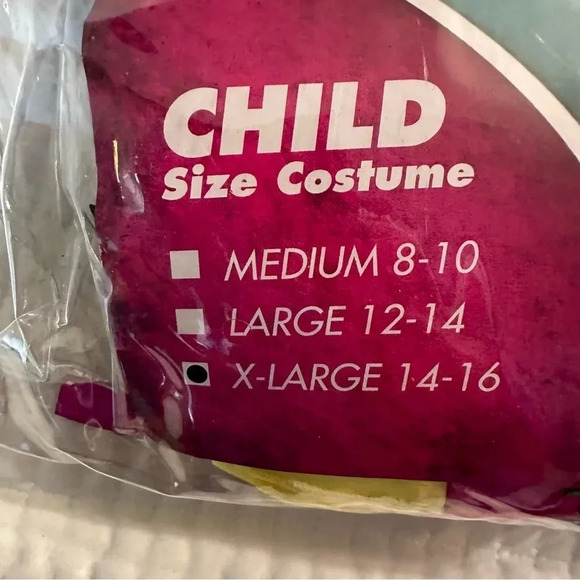 CHILD
Size Costume
MEDIUM 8-10
LARGE 12-14
X-LARGE 14-16